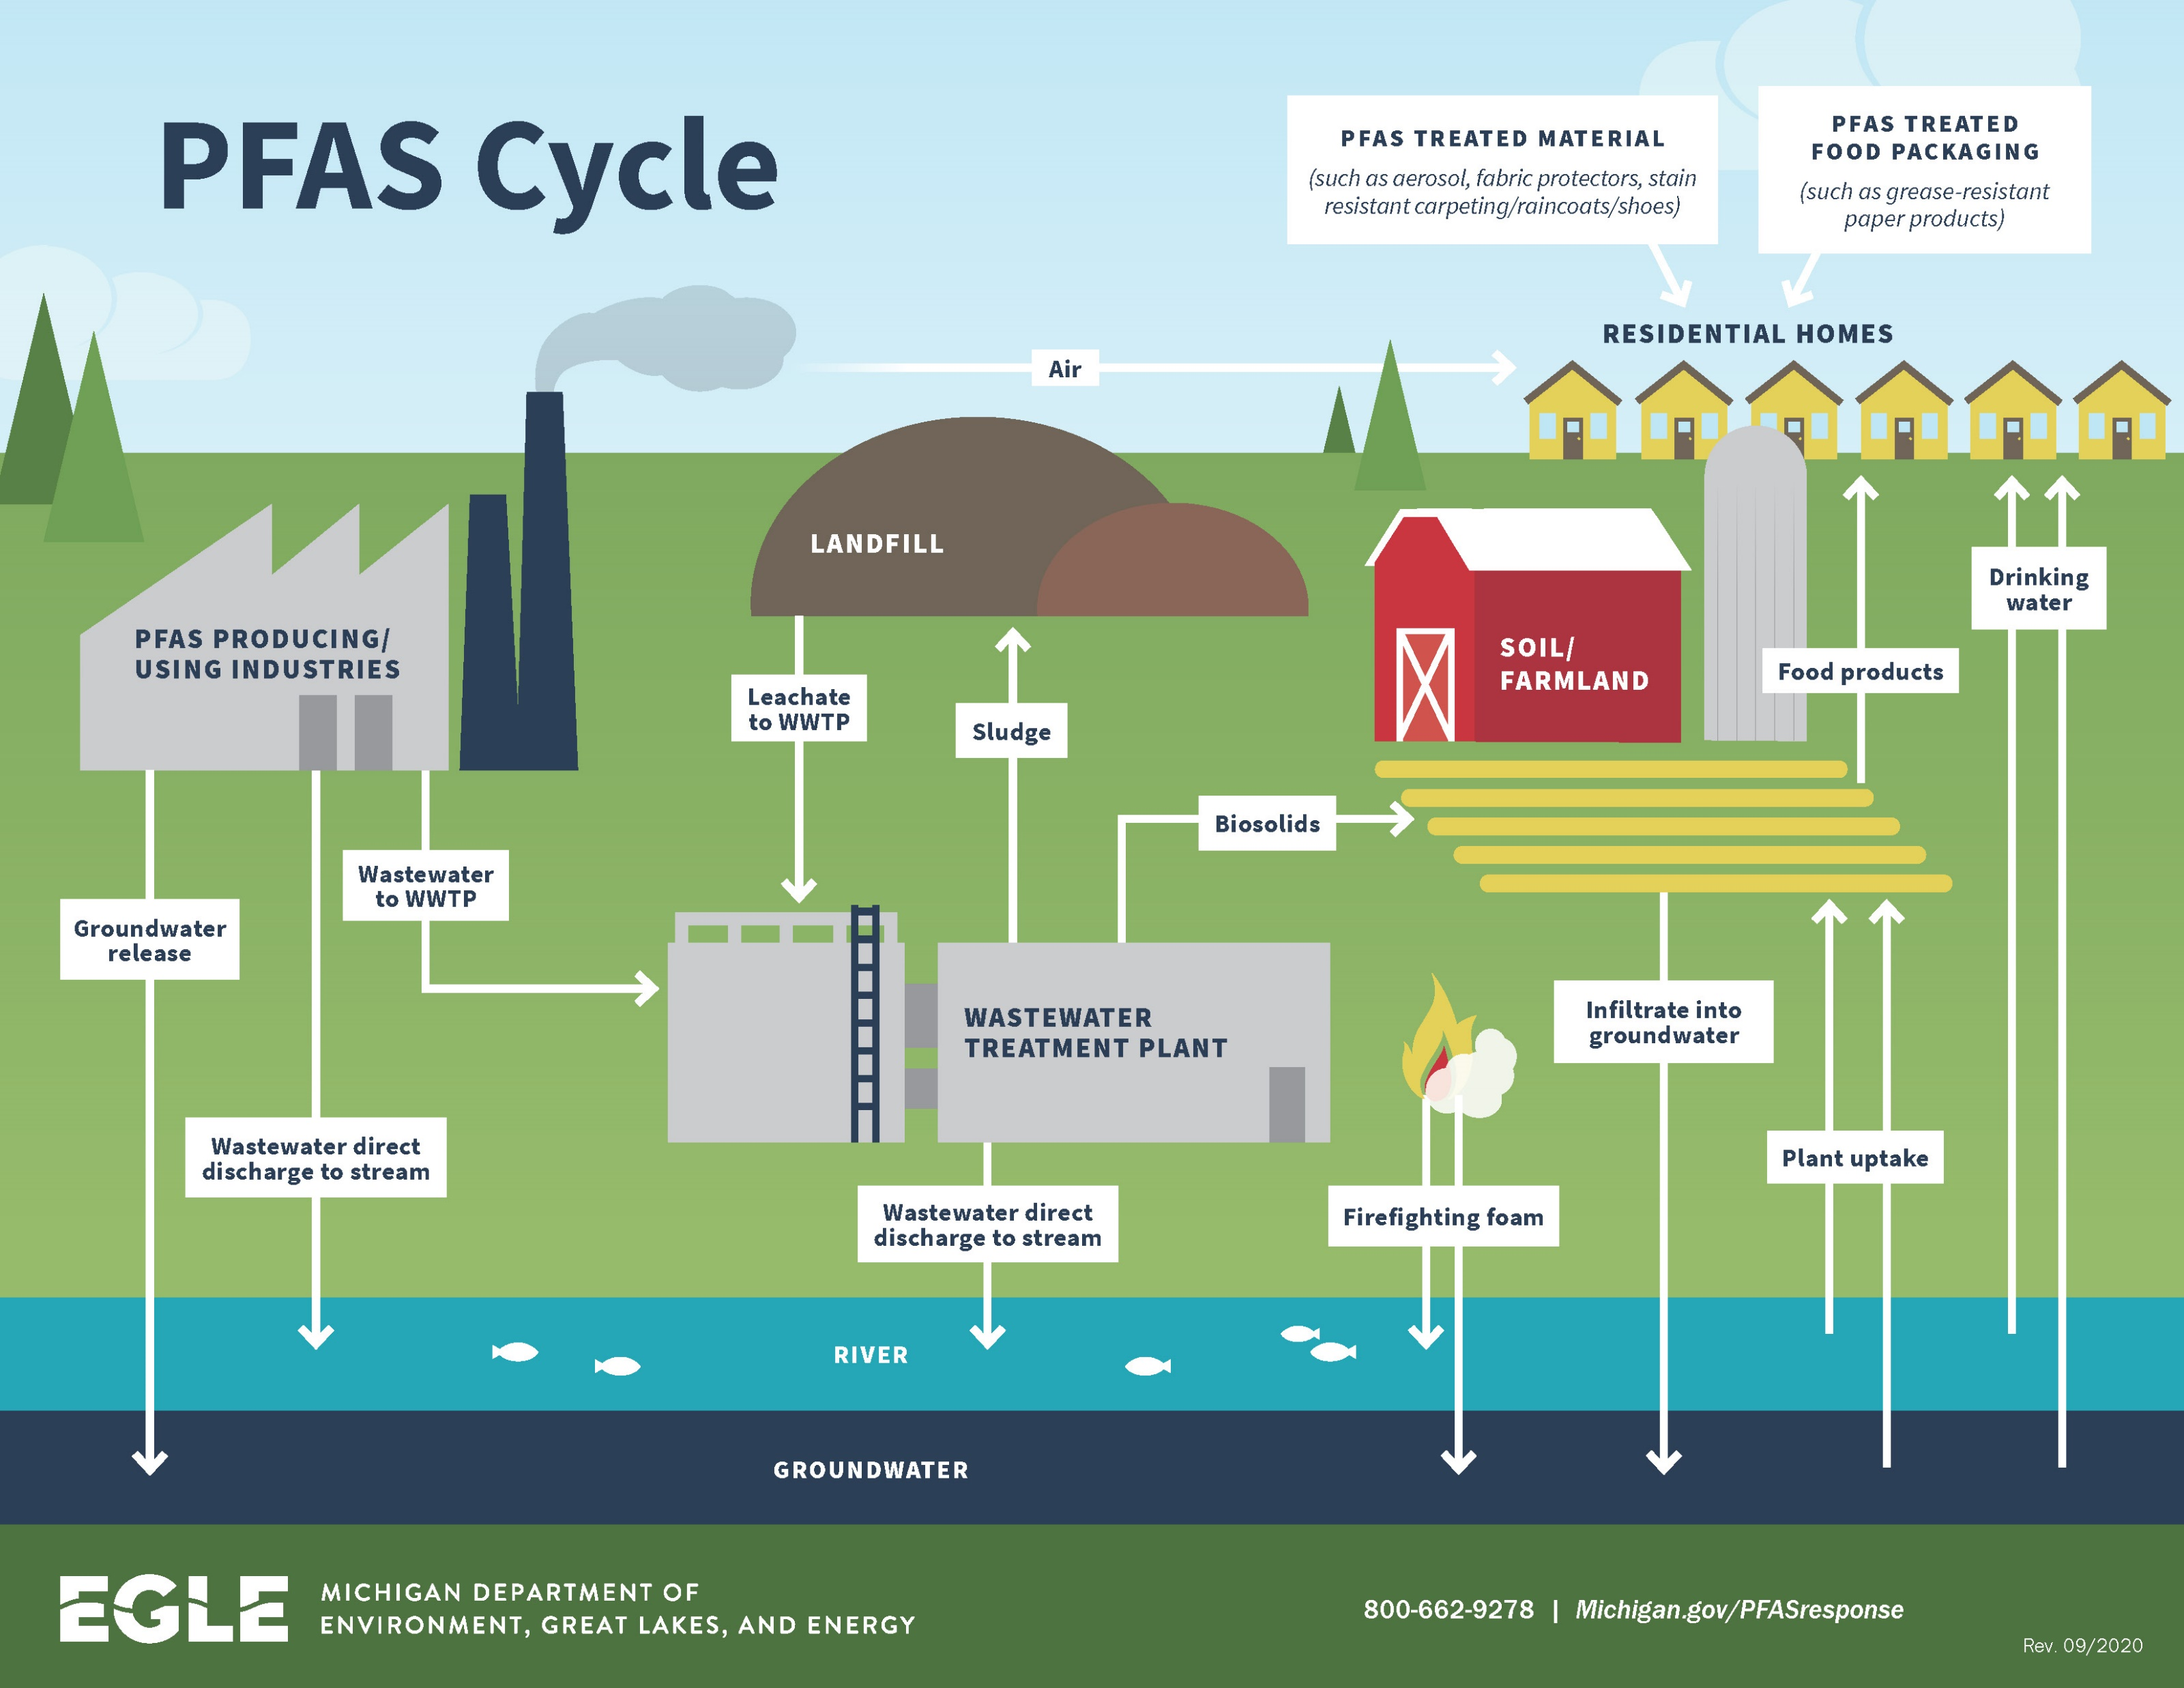 PFAS Cycle
PFAS TREATED MATERIAL
(such as aerosol, fabric protectors, stain
resistant carpeting/raincoats/shoes)
PFAS TREATED
FOOD PACKAGING
(such as grease-resistant
paper products)
RESIDENTIAL HOMES
Air
LANDFILL
PFAS PRODUCING/
USING INDUSTRIES
Leachate
to WWTP
Sludge
SOIL/
FARMLAND
Food products
Drinking
water
Biosolids
Wastewater
to WWTP
Groundwater
release
WASTEWATER
TREATMENT PLANT
Infiltrate into
groundwater
Wastewater direct
discharge to stream
Wastewater direct
discharge to stream
Firefighting foam
Plant uptake
RIVER
GROUNDWATER
EGLE
MICHIGAN DEPARTMENT OF
ENVIRONMENT, GREAT LAKES, AND ENERGY
800-662-9278 | Michigan.gov/PFASresponse
Rev. 09/2020